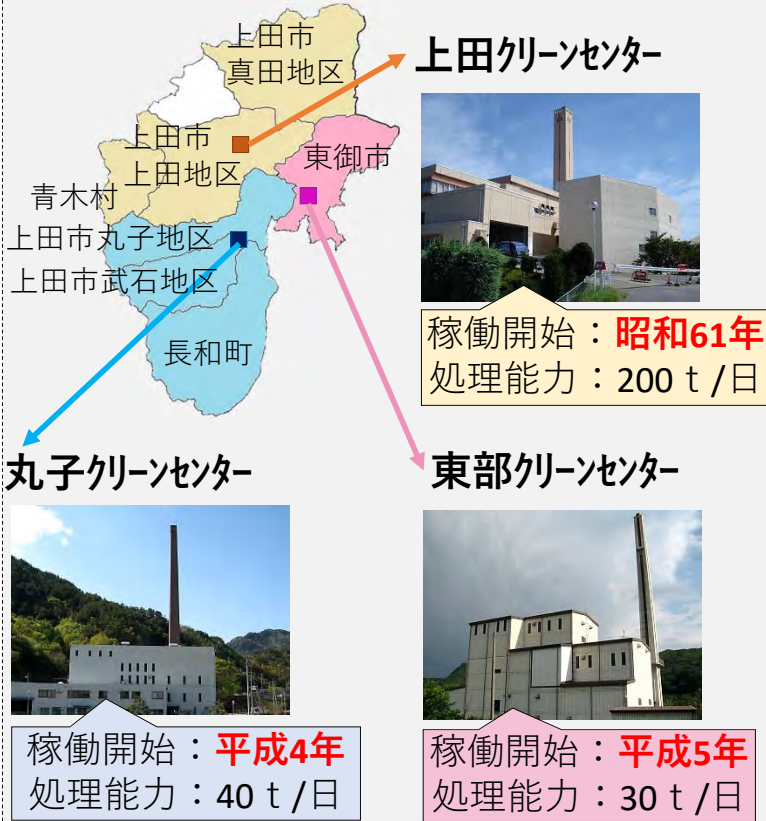 上田市
真田地区
上田クリーンセンター
上田市
上田地区
東御市
青木村
上田市丸子地区
上田市武石地区
長和町
稼働開始：昭和61年
処理能力：200ｔ/日
丸子クリーンセンター
東部クリーンセンター
稼働開始：平成4年
処理能力：40ｔ/日
稼働開始：平成5年
処理能力：30ｔ/日